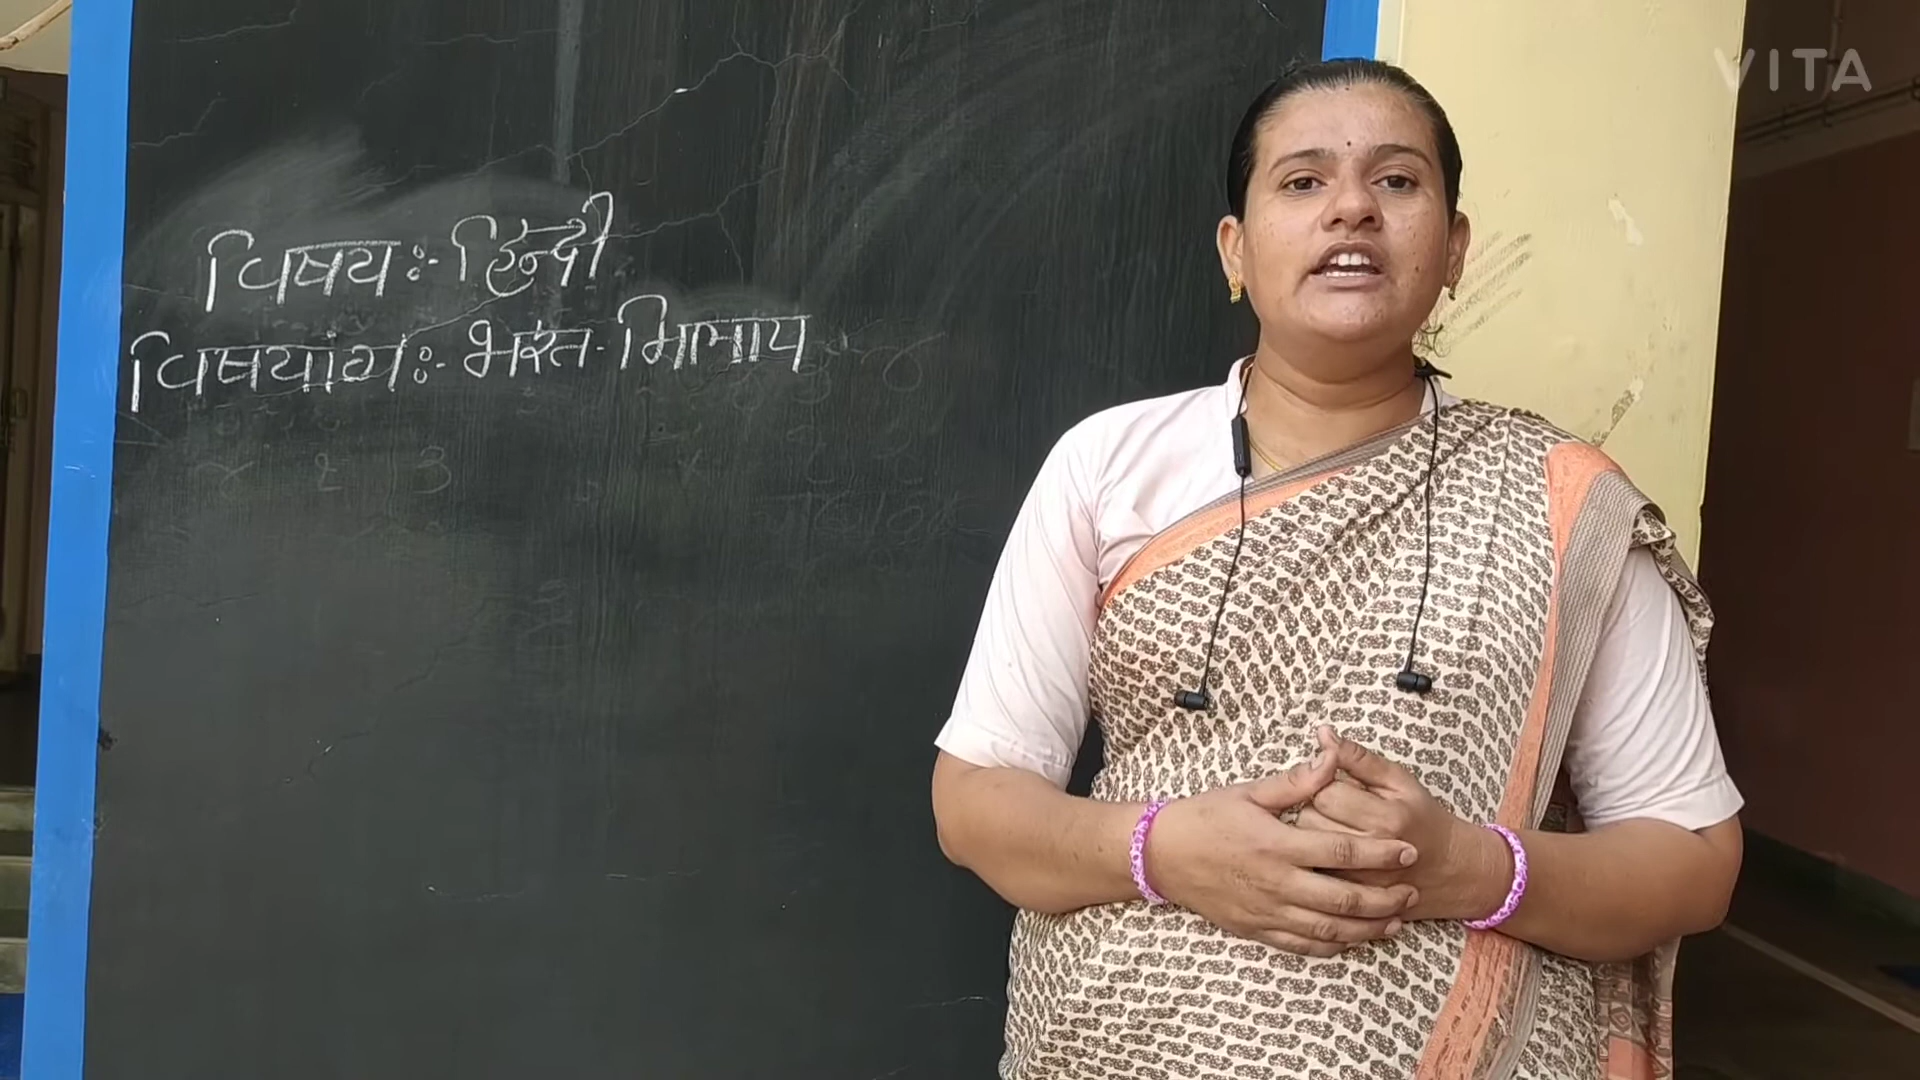 विषय :- हिन्दी
विषयांग :- भरत - मिलाप
VITA